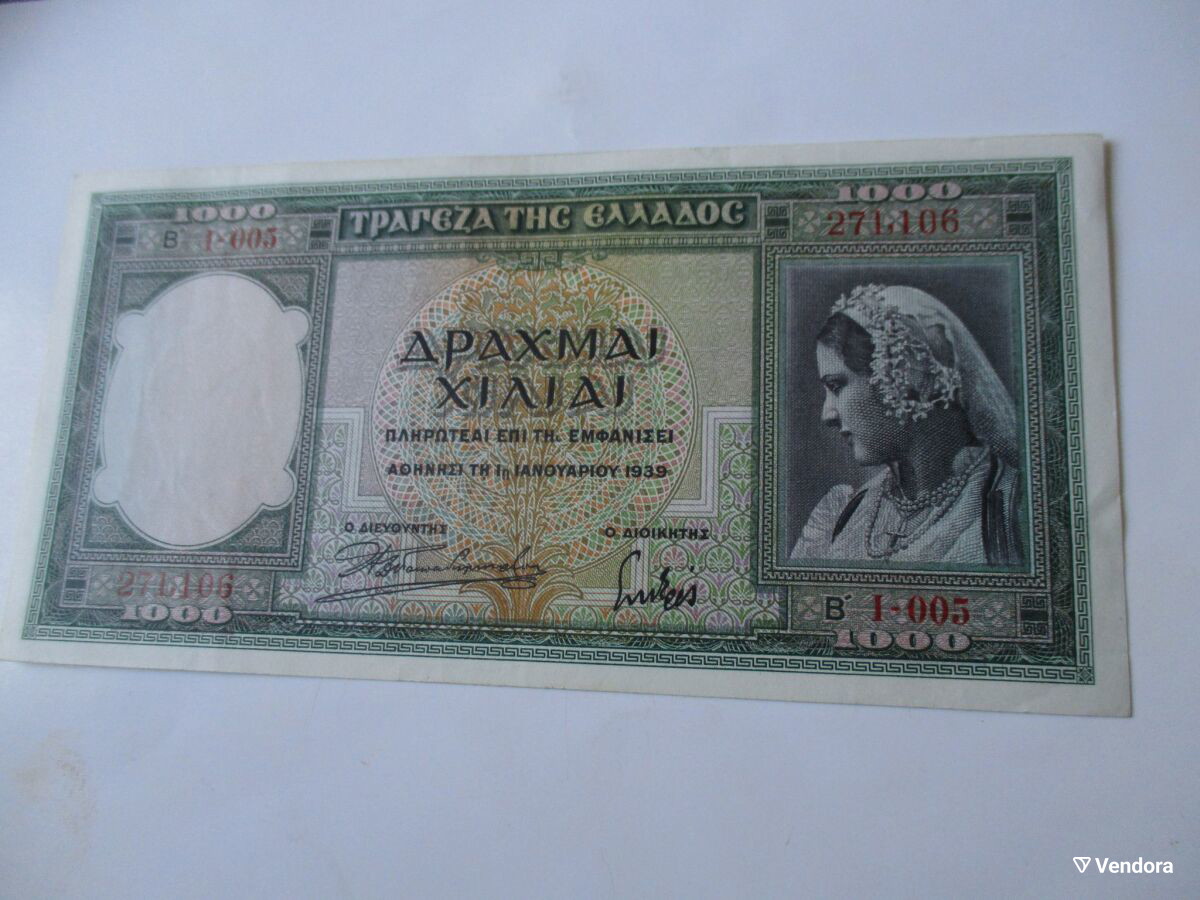 1000
ΤΡΑΠΕΖΑ ΤΗΣ ΕΛΛΑΔΟΣ
1000
Β΄ 1-005
271,106
ΔΡΑΧΜΑΙ
ΧΙΛΙΑΙ
ΠΛΗΡΩΤΕΑΙ ΕΠΙ ΤΗι ΕΜΦΑΝΙΣΕΙ
ΑΘΗΝΗΣΙ ΤΗ 1η ΙΑΝΟΥΑΡΙΟΥ 1939
Ο ΔΙΕΥΘΥΝΤΗΣ
Ο ΔΙΟΙΚΗΤΗΣ
271,106
1000
Β΄ 1-005
1000
Vendora